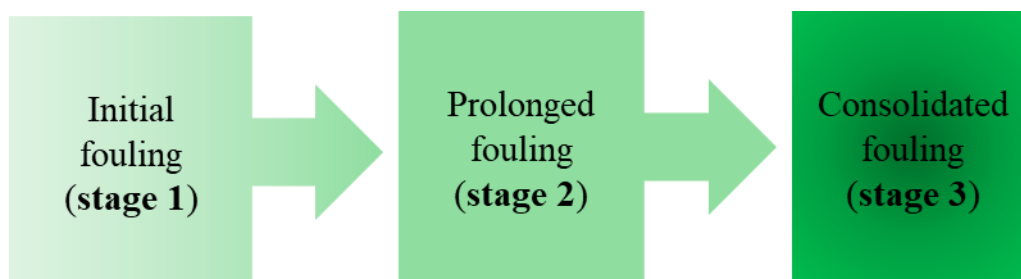 Initial
fouling
(stage 1)
Prolonged
fouling
(stage 2)
Consolidated
fouling
(stage 3)